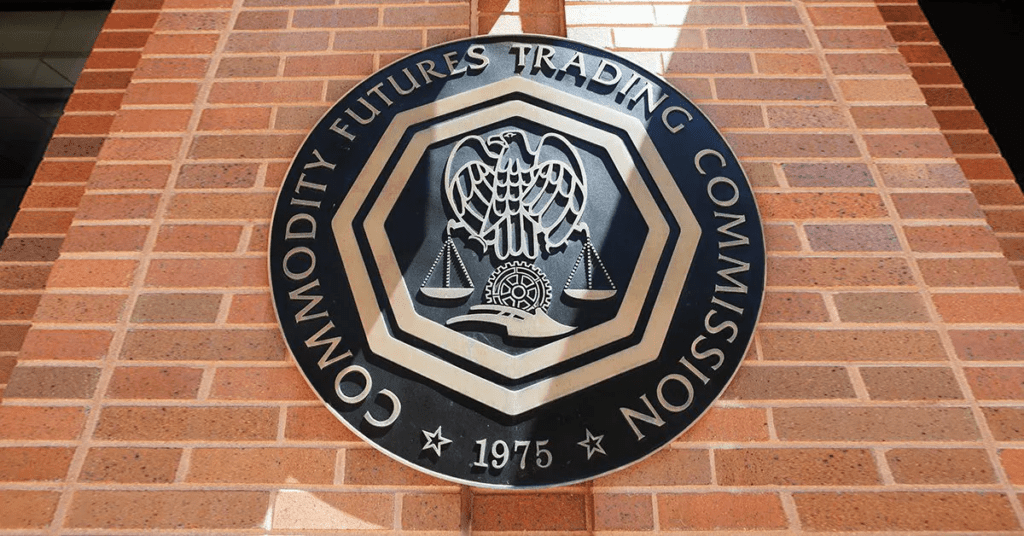 COMMODITY FUTURES TRADING COMMISSION
1975